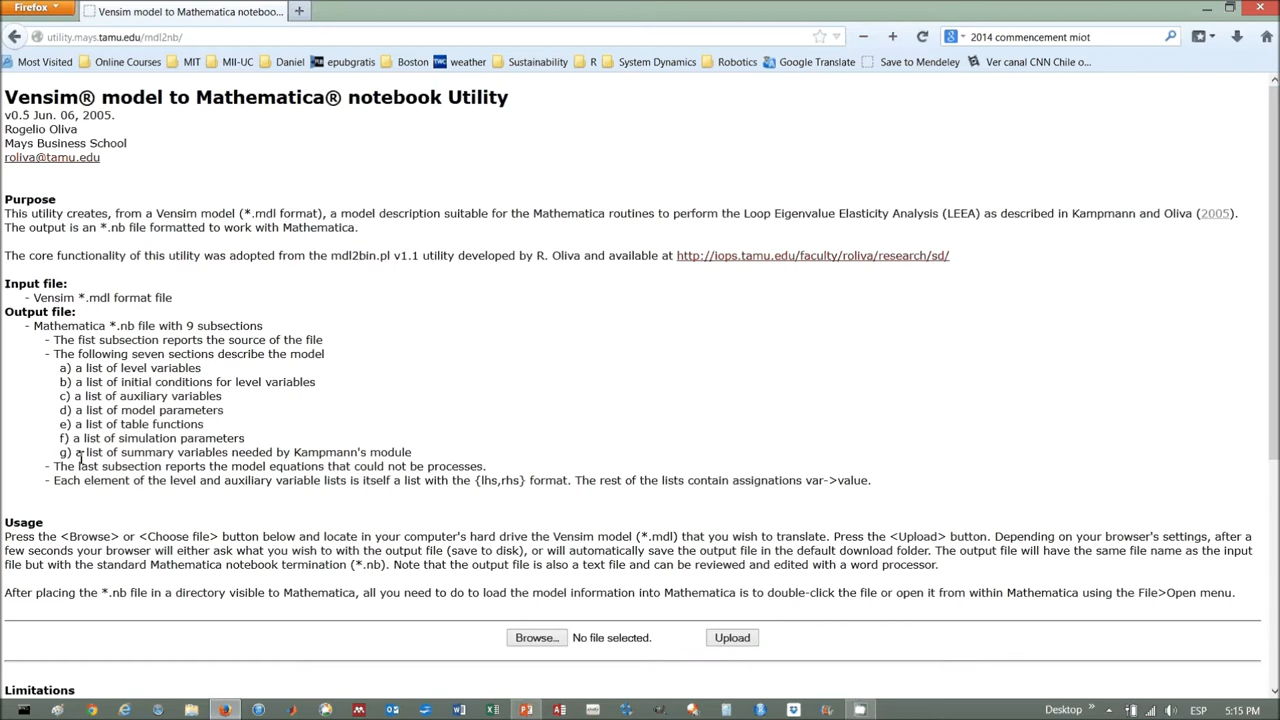 Firefox
Vensim model to Mathematica noteboo...
utility.mays.tamu.edu/mdl2nb/
2014 commencement miot
Most Visited
Online Courses
MIT
MII-UC
Daniel
epubgratis
Boston
TWC weather
Sustainability
R
System Dynamics
Robotics
Google Translate
Save to Mendeley
Ver canal CNN Chile o...
Vensim® model to Mathematica® notebook Utility
v0.5 Jun. 06, 2005.
Rogelio Oliva
Mays Business School
roliva@tamu.edu
Purpose
This utility creates, from a Vensim model (*.mdl format), a model description suitable for the Mathematica routines to perform the Loop Eigenvalue Elasticity Analysis (LEEA) as described in Kampmann and Oliva (2005).
The output is an *.nb file formatted to work with Mathematica.
The core functionality of this utility was adopted from the mdl2bin.pl v1.1 utility developed by R. Oliva and available at http://iops.tamu.edu/faculty/roliva/research/sd/
Input file:
- Vensim *.mdl format file
Output file:
- Mathematica *.nb file with 9 subsections
- The fist subsection reports the source of the file
- The following seven sections describe the model
a) a list of level variables
b) a list of initial conditions for level variables
c) a list of auxiliary variables
d) a list of model parameters
e) a list of table functions
f) a list of simulation parameters
g) a list of summary variables needed by Kampmann's module
- The last subsection reports the model equations that could not be processes.
- Each element of the level and auxiliary variable lists is itself a list with the {lhs,rhs} format. The rest of the lists contain assignations var->value.
Usage
Press the <Browse> or <Choose file> button below and locate in your computer's hard drive the Vensim model (*.mdl) that you wish to translate. Press the <Upload> button. Depending on your browser's settings, after a
few seconds your browser will either ask what you wish to with the output file (save to disk), or will automatically save the output file in the default download folder. The output file will have the same file name as the input
file but with the standard Mathematica notebook termination (*.nb). Note that the output file is also a text file and can be reviewed and edited with a word processor.
After placing the *.nb file in a directory visible to Mathematica, all you need to do to load the model information into Mathematica is to double-click the file or open it from within Mathematica using the File>Open menu.
Browse... No file selected. Upload
Limitations
Desktop
ESP
5:15 PM